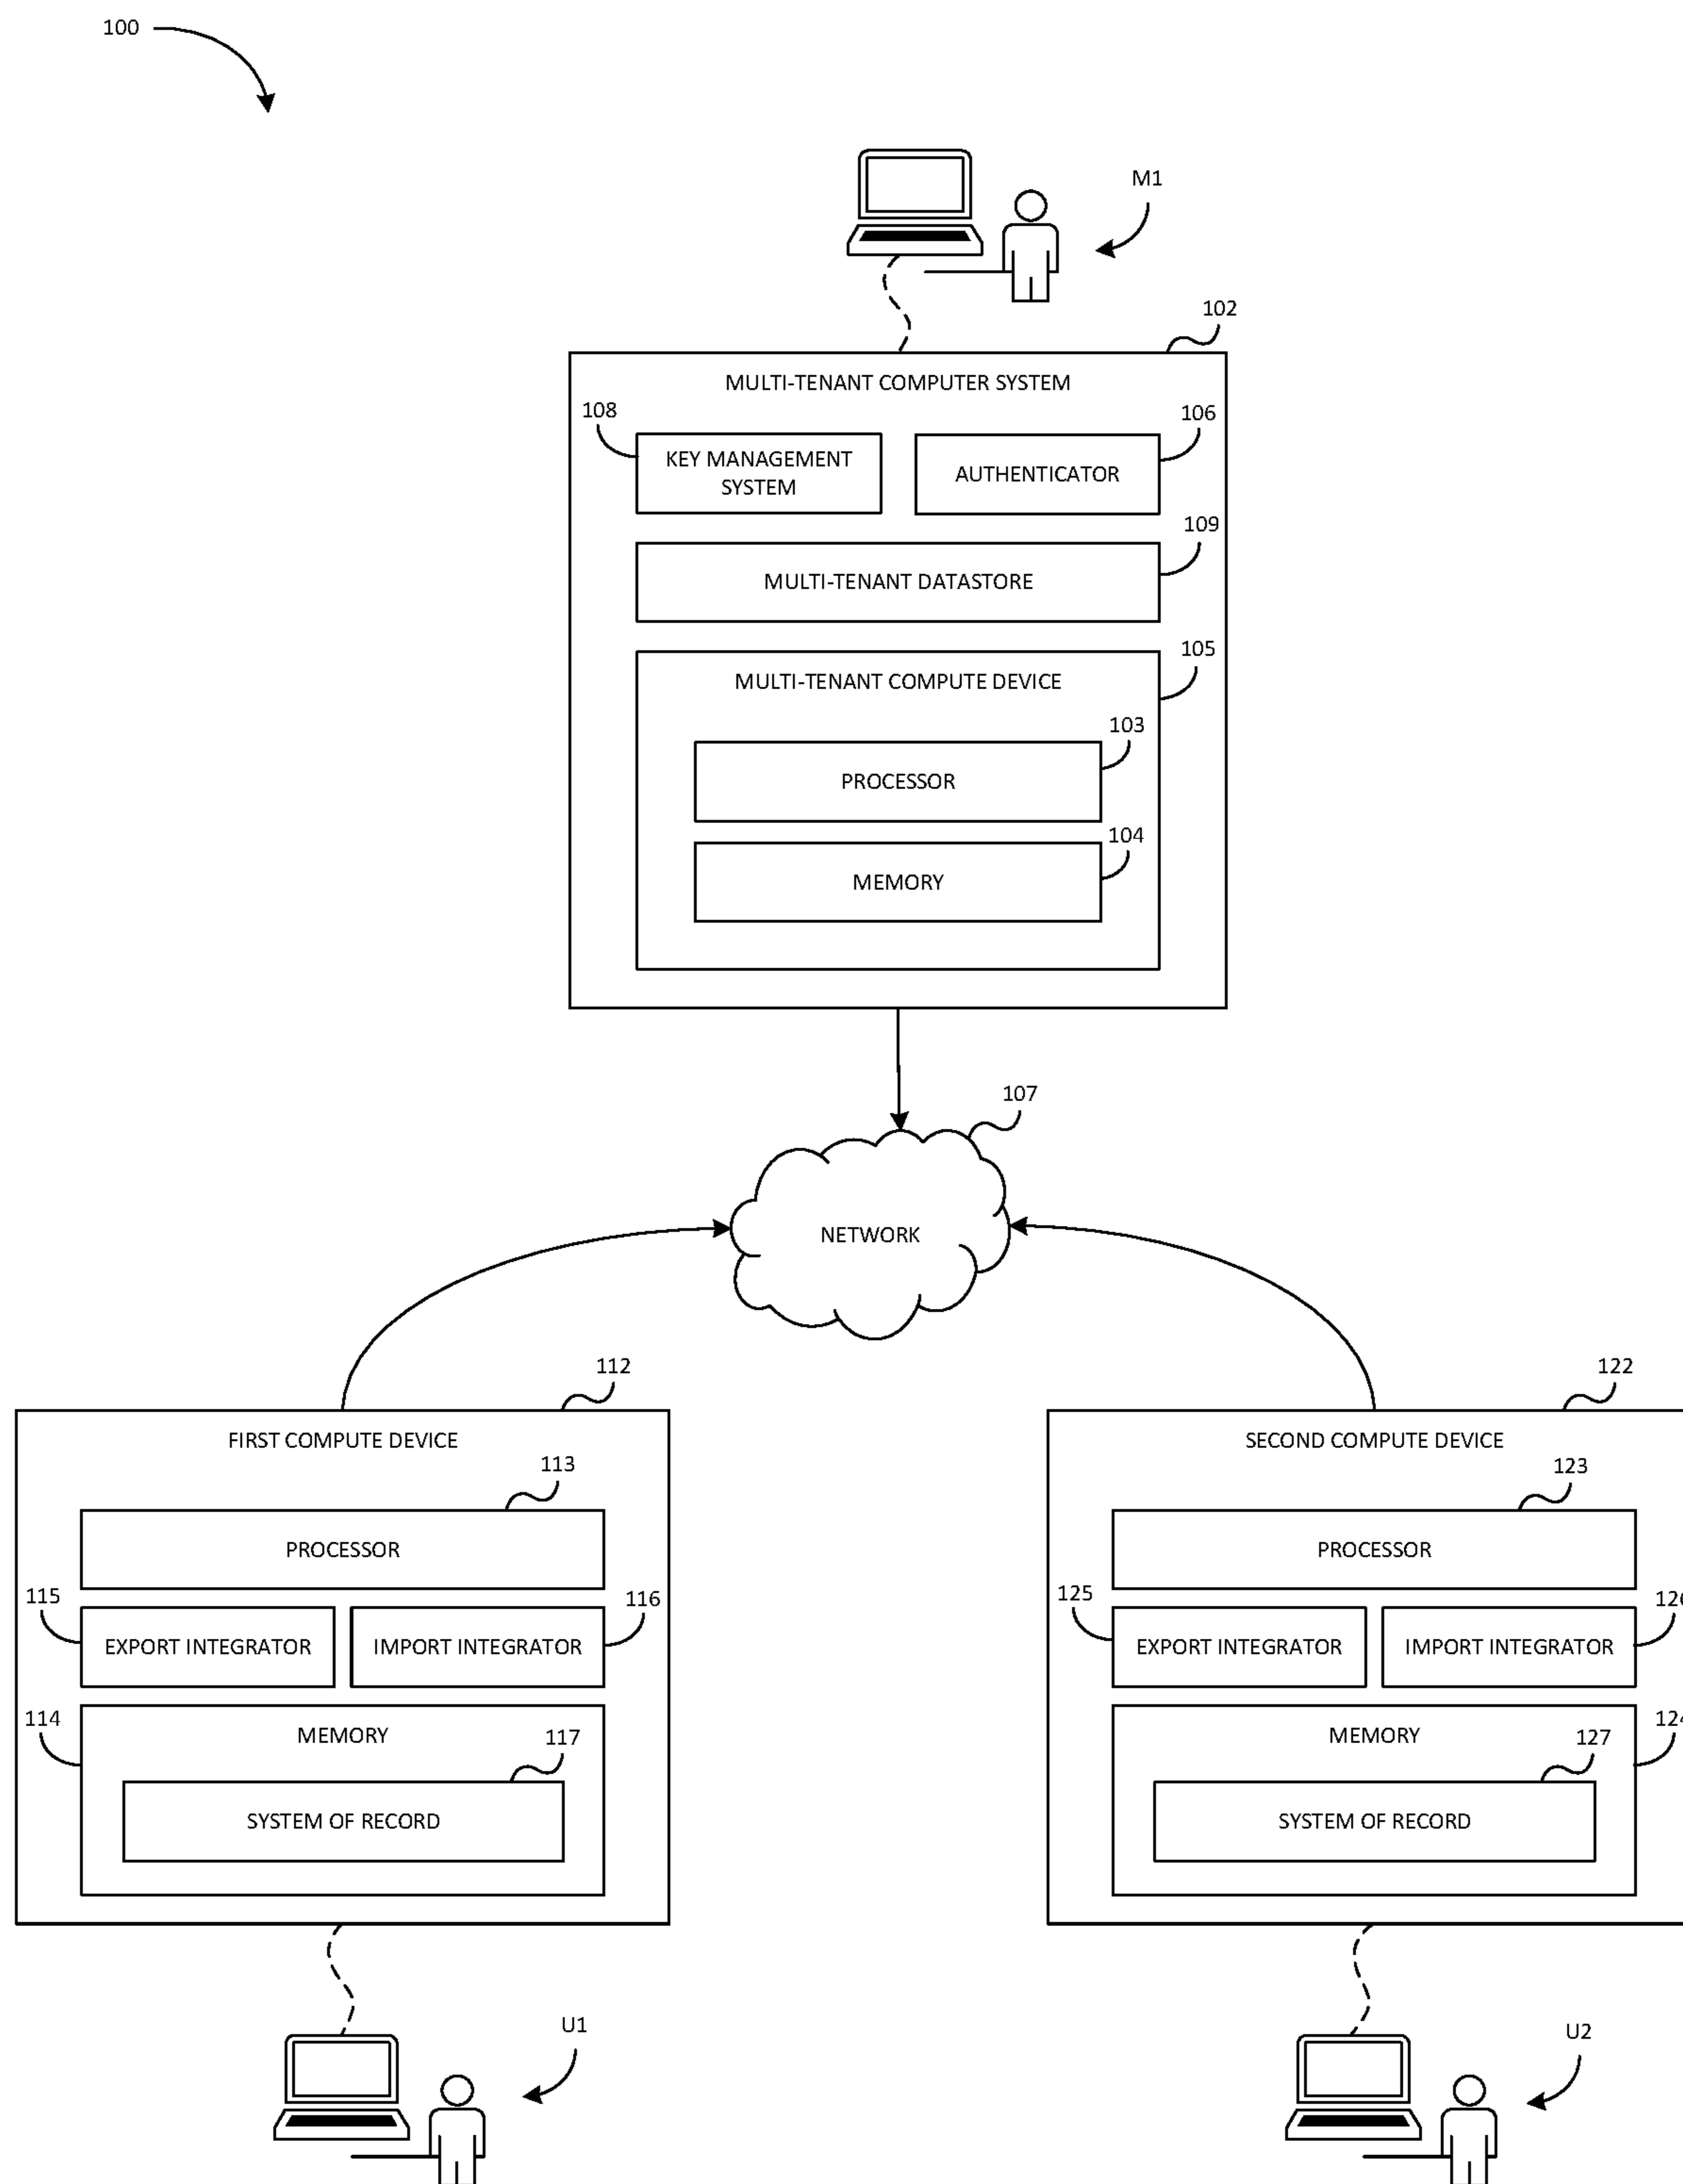 100
M1
102
MULTI-TENANT COMPUTER SYSTEM
108
106
KEY MANAGEMENT
SYSTEM
AUTHENTICATOR
109
MULTI-TENANT DATASTORE
105
MULTI-TENANT COMPUTE DEVICE
103
PROCESSOR
104
MEMORY
107
NETWORK
112
FIRST COMPUTE DEVICE
113
PROCESSOR
115
116
EXPORT INTEGRATOR
IMPORT INTEGRATOR
114
MEMORY
117
SYSTEM OF RECORD
U1
122
SECOND COMPUTE DEVICE
123
PROCESSOR
125
126
EXPORT INTEGRATOR
IMPORT INTEGRATOR
124
MEMORY
127
SYSTEM OF RECORD
U2